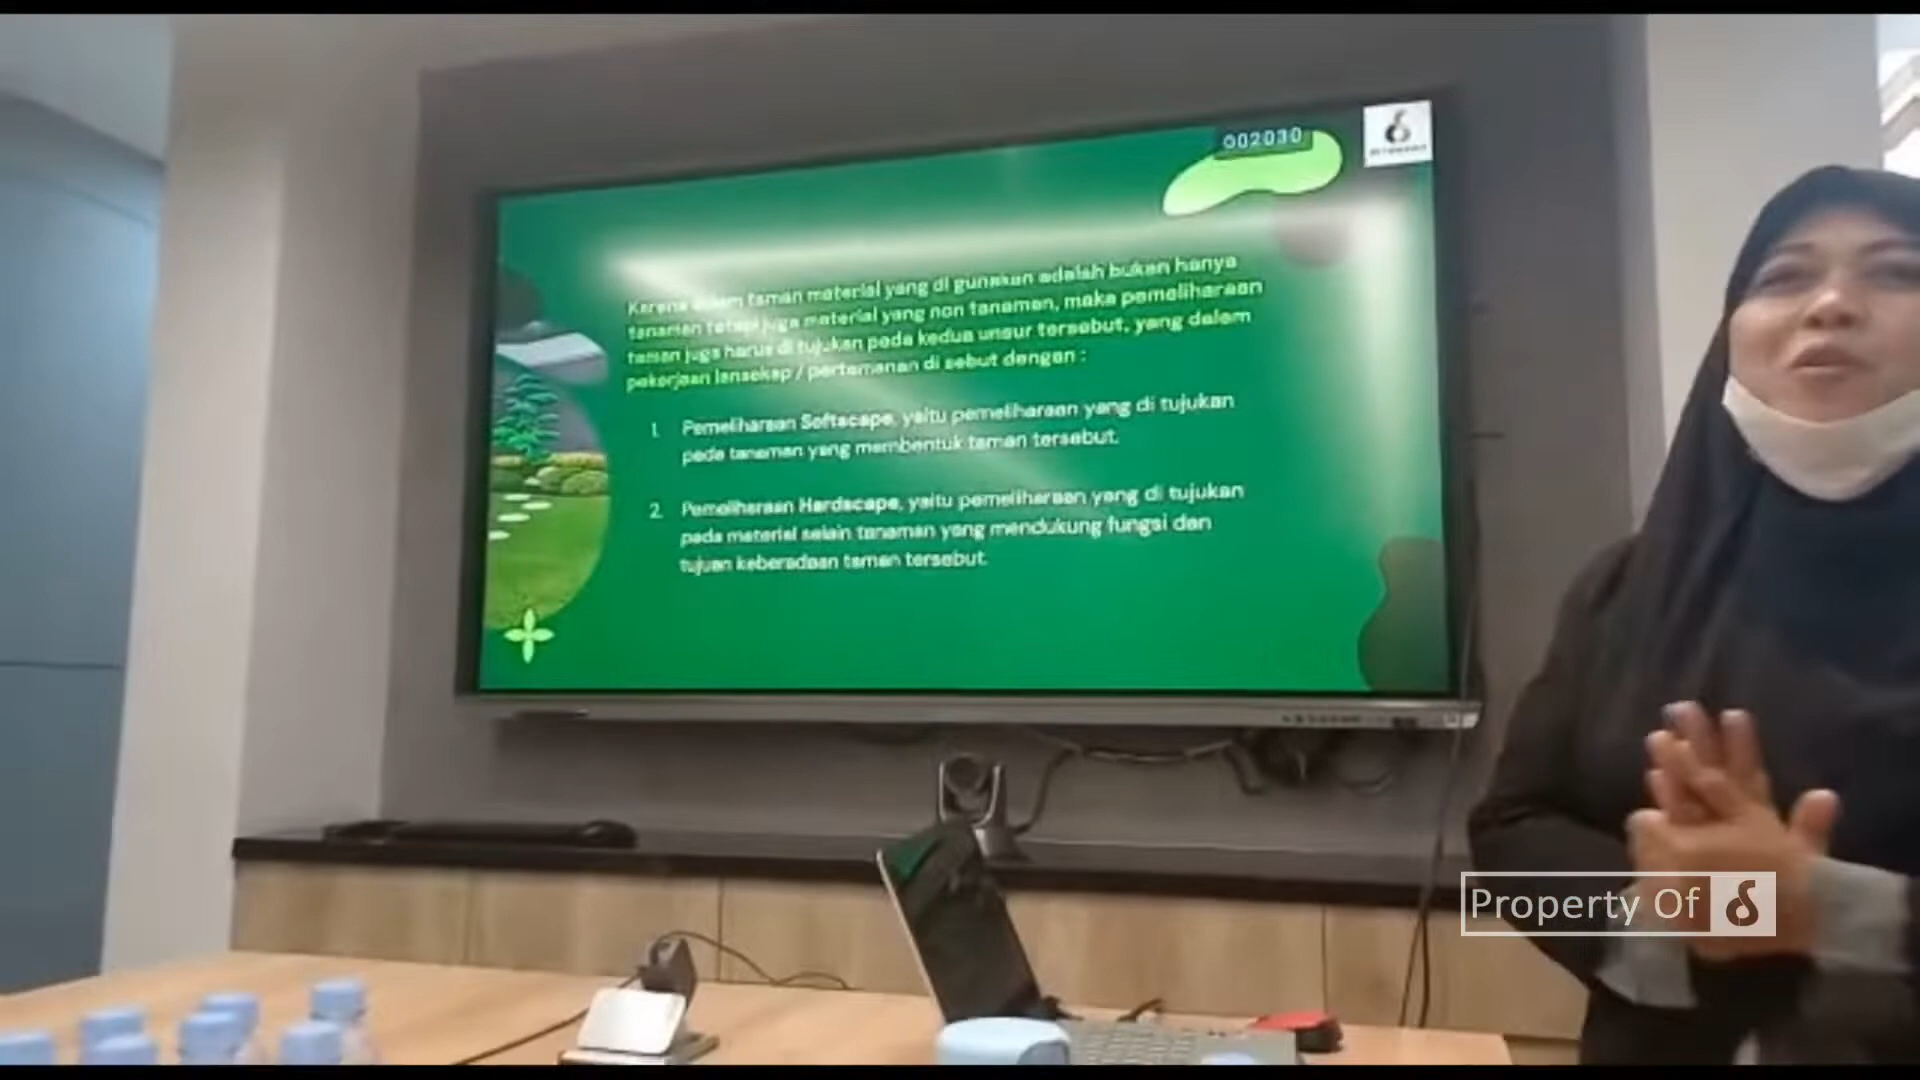 002030
Karena dalam taman material yang di gunakan adalah bukan hanya
tanaman tetapi juga material yang non tanaman, maka pemeliharaan
taman juga harus di tujukan pada kedua unsur tersebut, yang dalam
pekerjaan lansekap / pertamanan di sebut dengan :
1. Pemeliharaan Softscape, yaitu pemeliharaan yang di tujukan
pada tanaman yang membentuk taman tersebut.
2. Pemeliharaan Hardscape, yaitu pemeliharaan yang di tujukan
pada material selain tanaman yang mendukung fungsi dan
tujuan keberadaan taman tersebut.
Property Of